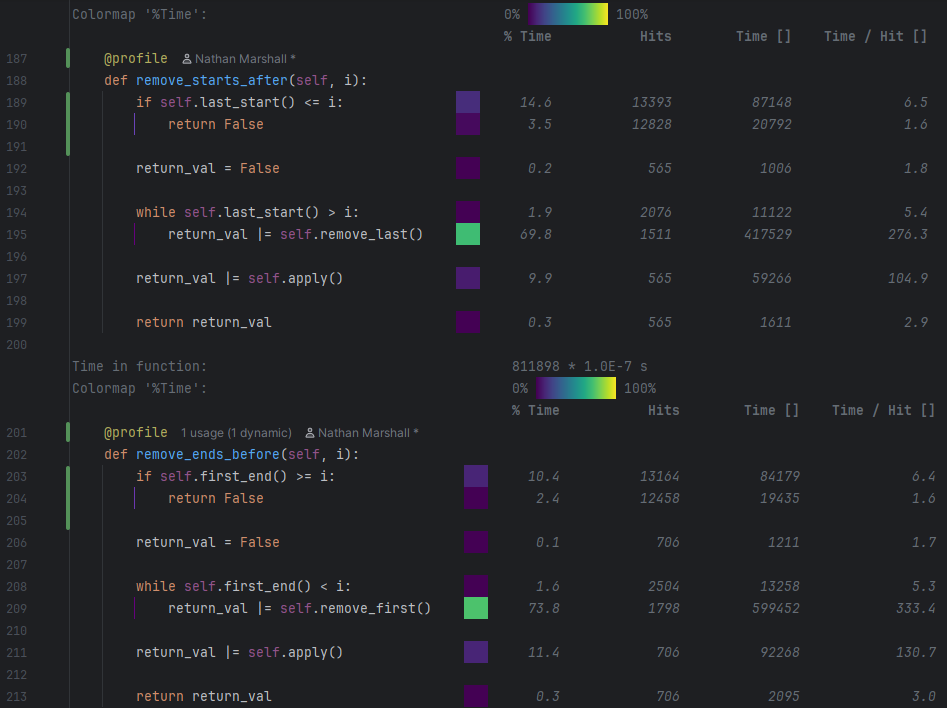 Colormap '%Time': 0% 100%
% Time Hits Time [] Time / Hit []
187 @profile Nathan Marshall *
188 def remove_starts_after(self, i):
189 if self.last_start() <= i: 14.6 13393 87148 6.5
190 return False 3.5 12828 20792 1.6
191
192 return_val = False 0.2 565 1006 1.8
193
194 while self.last_start() > i: 1.9 2076 11122 5.4
195 return_val |= self.remove_last() 69.8 1511 417529 276.3
196
197 return_val |= self.apply() 9.9 565 59266 104.9
198
199 return return_val 0.3 565 1611 2.9
200
Time in function: 811898 * 1.0E-7 s
Colormap '%Time': 0% 100%
% Time Hits Time [] Time / Hit []
201 @profile 1 usage (1 dynamic) Nathan Marshall *
202 def remove_ends_before(self, i):
203 if self.first_end() >= i: 10.4 13164 84179 6.4
204 return False 2.4 12458 19435 1.6
205
206 return_val = False 0.1 706 1211 1.7
207
208 while self.first_end() < i: 1.6 2504 13258 5.3
209 return_val |= self.remove_first() 73.8 1798 599452 333.4
210
211 return_val |= self.apply() 11.4 706 92268 130.7
212
213 return return_val 0.3 706 2095 3.0